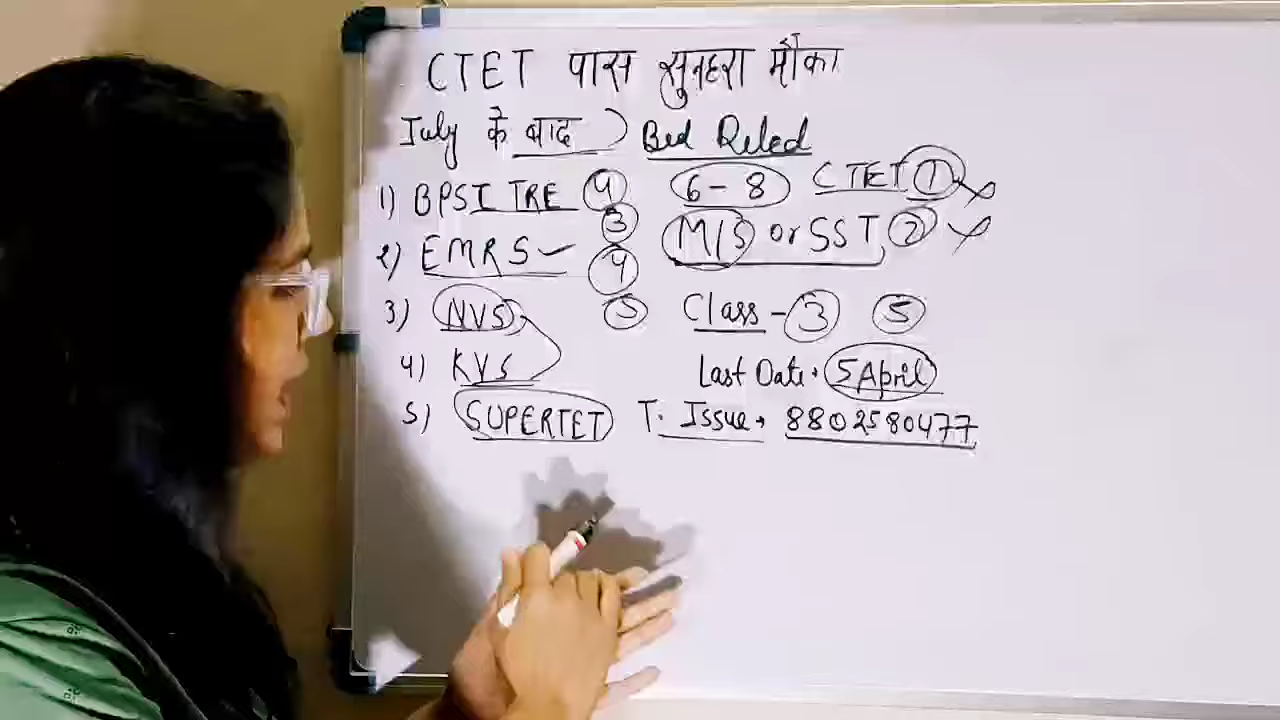 CTET पास सुनहरा मौका
July के बाद ) Bed Reled
1) BPSI TRE 4 6-8 CTET 1
3
2) EMRS 4 M/S or SST, 2
3) NVS 5 Class - 3 5
4) KVS Last Date. 5 April
5) SUPERTET T. Issue. 8802580477